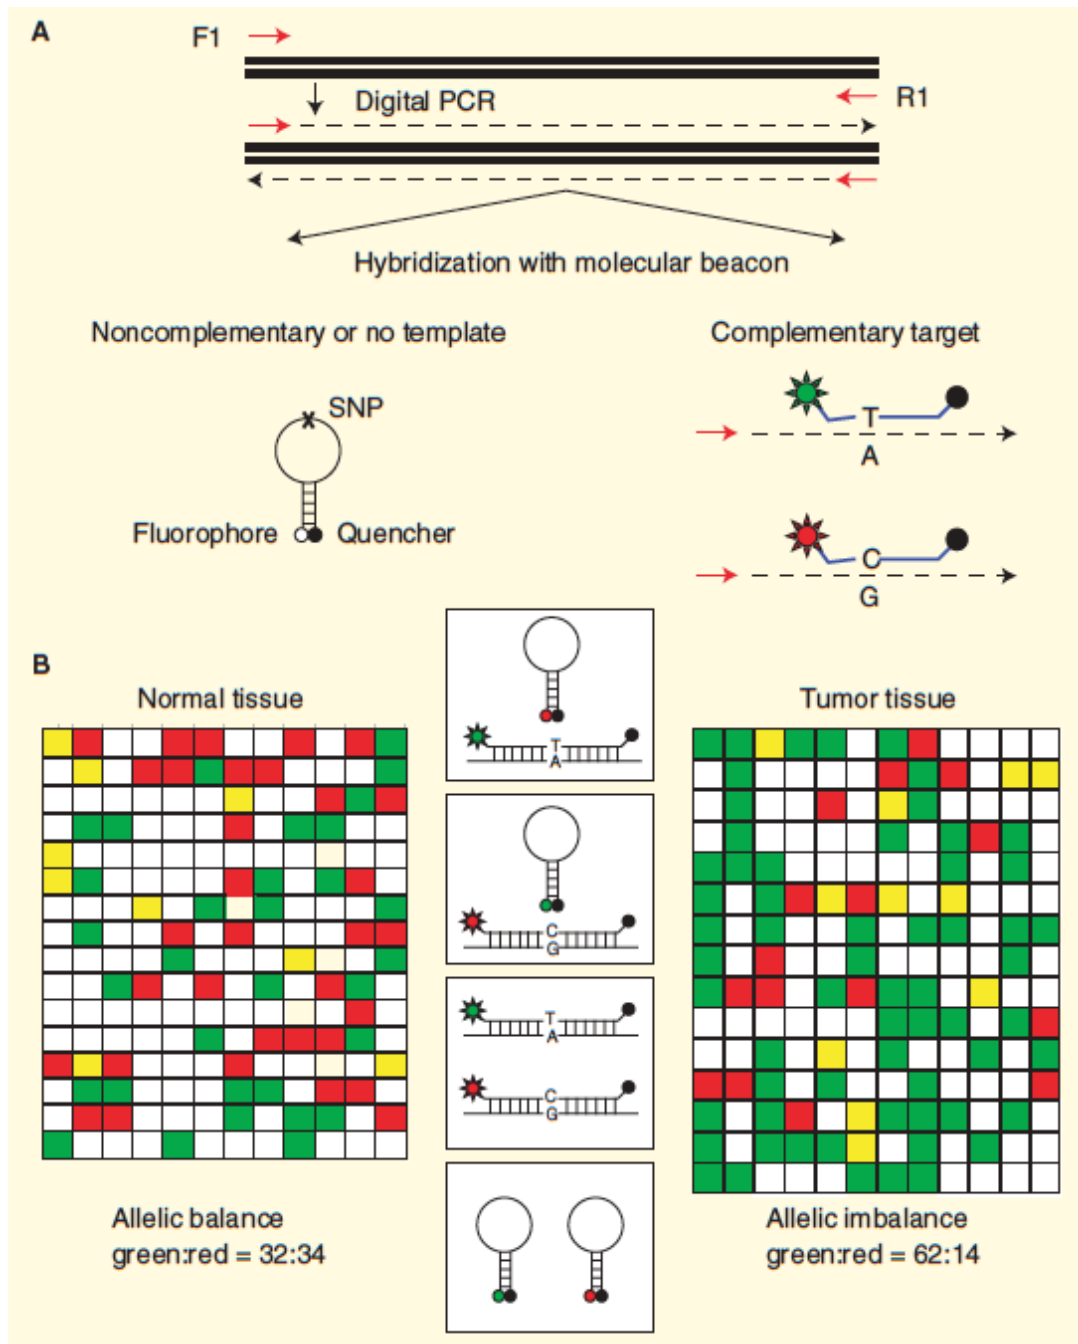 A
F1
Digital PCR
R1
Hybridization with molecular beacon
Noncomplementary or no template
Complementary target
SNP
T
A
Fluorophore Quencher
C
G
B
Normal tissue
Tumor tissue
T
A
C
G
T
A
C
G
Allelic balance
green:red = 32:34
Allelic imbalance
green:red = 62:14